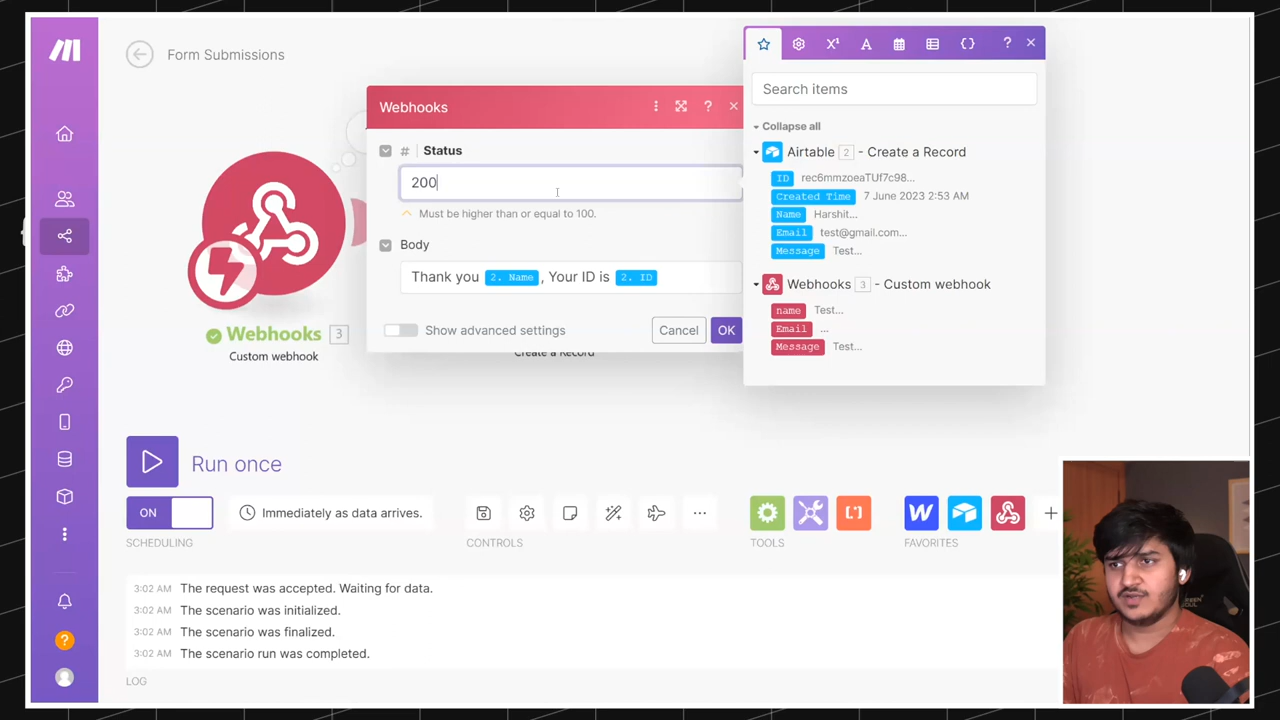 Form Submissions
Webhooks
?
# Status
200
Must be higher than or equal to 100.
Body
Thank you 2. Name , Your ID is 2. ID
Show advanced settings
Cancel
OK
X¹
A
?
Search items
Collapse all
Airtable 2 - Create a Record
ID rec6mmzoeaTUf7c98...
Created Time 7 June 2023 2:53 AM
Name Harshit...
Email test@gmail.com...
Message Test...
Webhooks 3 - Custom webhook
name Test...
Email ...
Message Test...
Webhooks 3
Custom webhook
Create a Record
Run once
ON
Immediately as data arrives.
SCHEDULING
CONTROLS
TOOLS
FAVORITES
3:02 AM The request was accepted. Waiting for data.
3:02 AM The scenario was initialized.
3:02 AM The scenario was finalized.
3:02 AM The scenario run was completed.
LOG
?